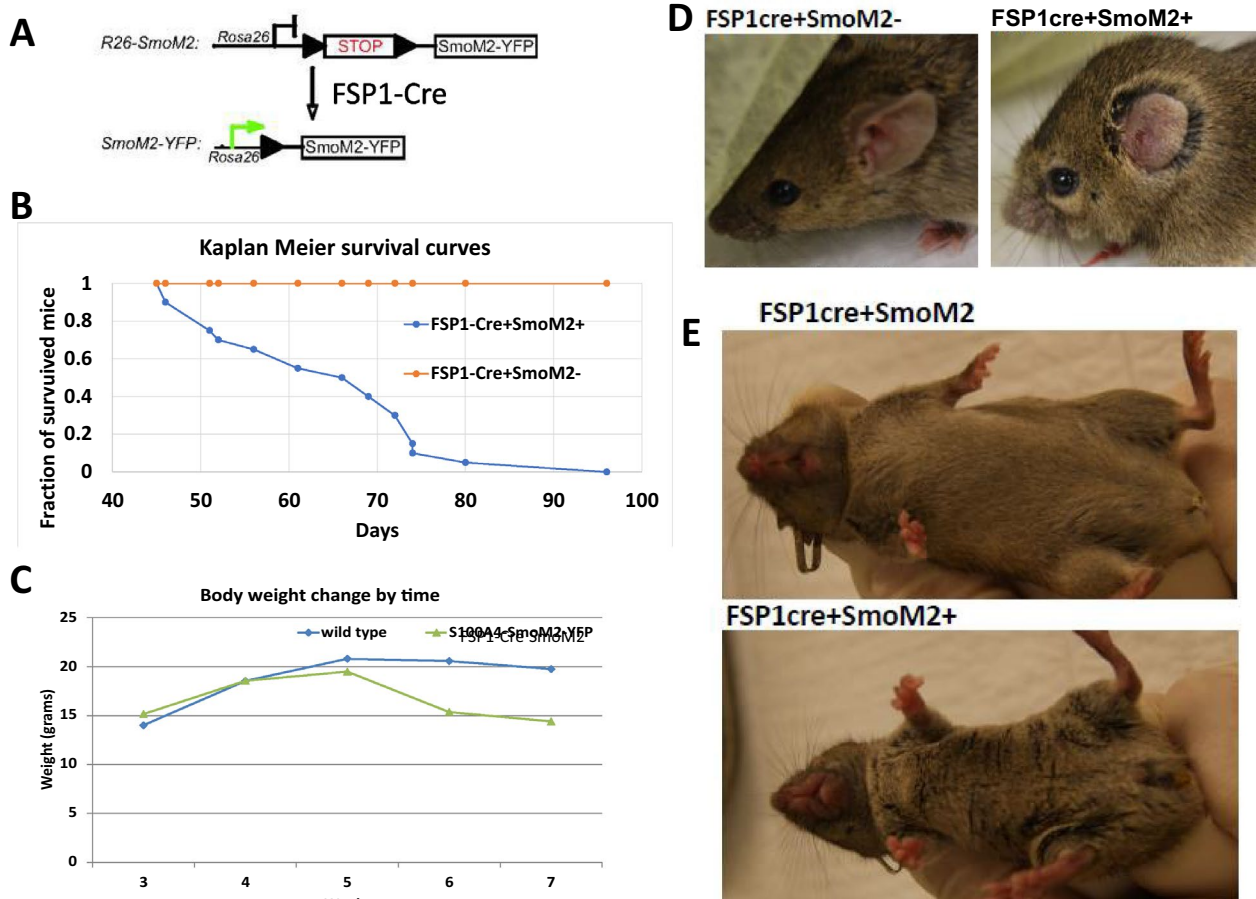 A
R26-SmoM2:
Rosa26
STOP
SmoM2-YFP
FSP1-Cre
SmoM2-YFP:
Rosa26
SmoM2-YFP
B
Kaplan Meier survival curves
Fraction of survuived mice
1
0.8
0.6
0.4
0.2
0
FSP1-Cre+SmoM2+
FSP1-Cre+SmoM2-
40 50 60 70 80 90 100
Days
C
Body weight change by time
wild type
S100A4-SmoM2-YFP
FSP1-Cre SmoM2
Weight (grams)
25
20
15
10
5
0
3 4 5 6 7
D
FSP1cre+SmoM2-
FSP1cre+SmoM2+
E
FSP1cre+SmoM2
FSP1cre+SmoM2+